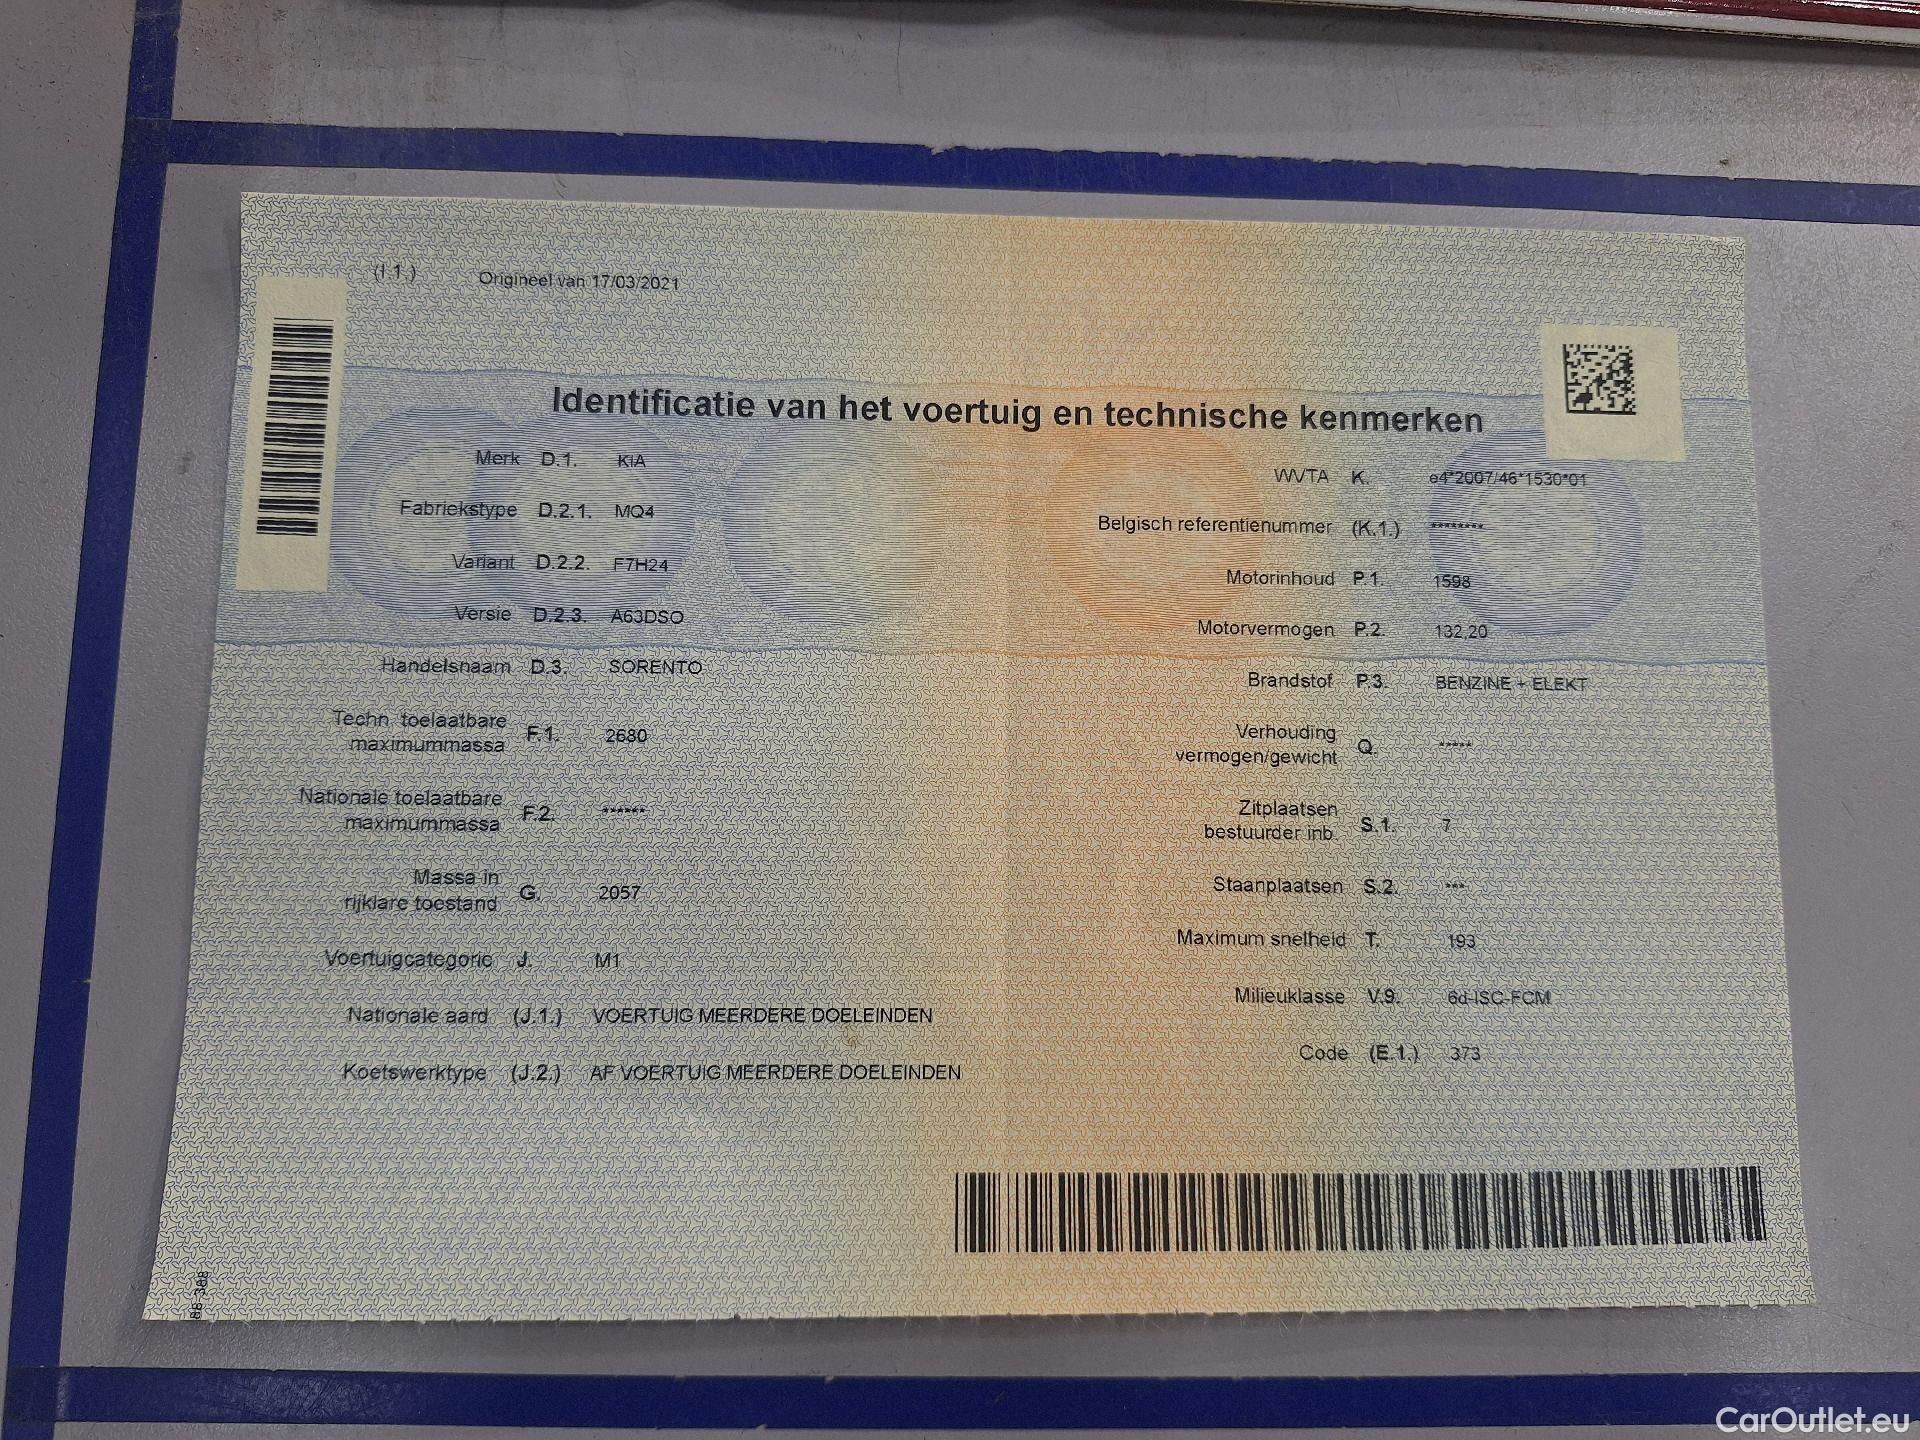 (I.1.) Origineel van 17/03/2021
Identificatie van het voertuig en technische kenmerken
Merk D.1. KIA
Fabriekstype D.2.1. MQ4
Variant D.2.2. F7H24
Versie D.2.3. A63DSO
Handelsnaam D.3. SORENTO
Techn. toelaatbare
maximummassa F.1. 2680
Nationale toelaatbare
maximummassa F.2. ******
Massa in
rijklare toestand G. 2057
Voertuigcategorie J. M1
Nationale aard (J.1.) VOERTUIG MEERDERE DOELEINDEN
Koetswerktype (J.2.) AF VOERTUIG MEERDERE DOELEINDEN
WVTA K. e4*2007/46*1530*01
Belgisch referentienummer (K.1.) ********
Motorinhoud P.1. 1598
Motorvermogen P.2. 132,20
Brandstof P.3. BENZINE + ELEKT
Verhouding
vermogen/gewicht Q. *****
Zitplaatsen
bestuurder inb. S.1. 7
Staanplaatsen S.2. ***
Maximum snelheid T. 193
Milieuklasse V.9. 6d-ISC-FCM
Code (E.1.) 373
88-388
CarOutlet.eu